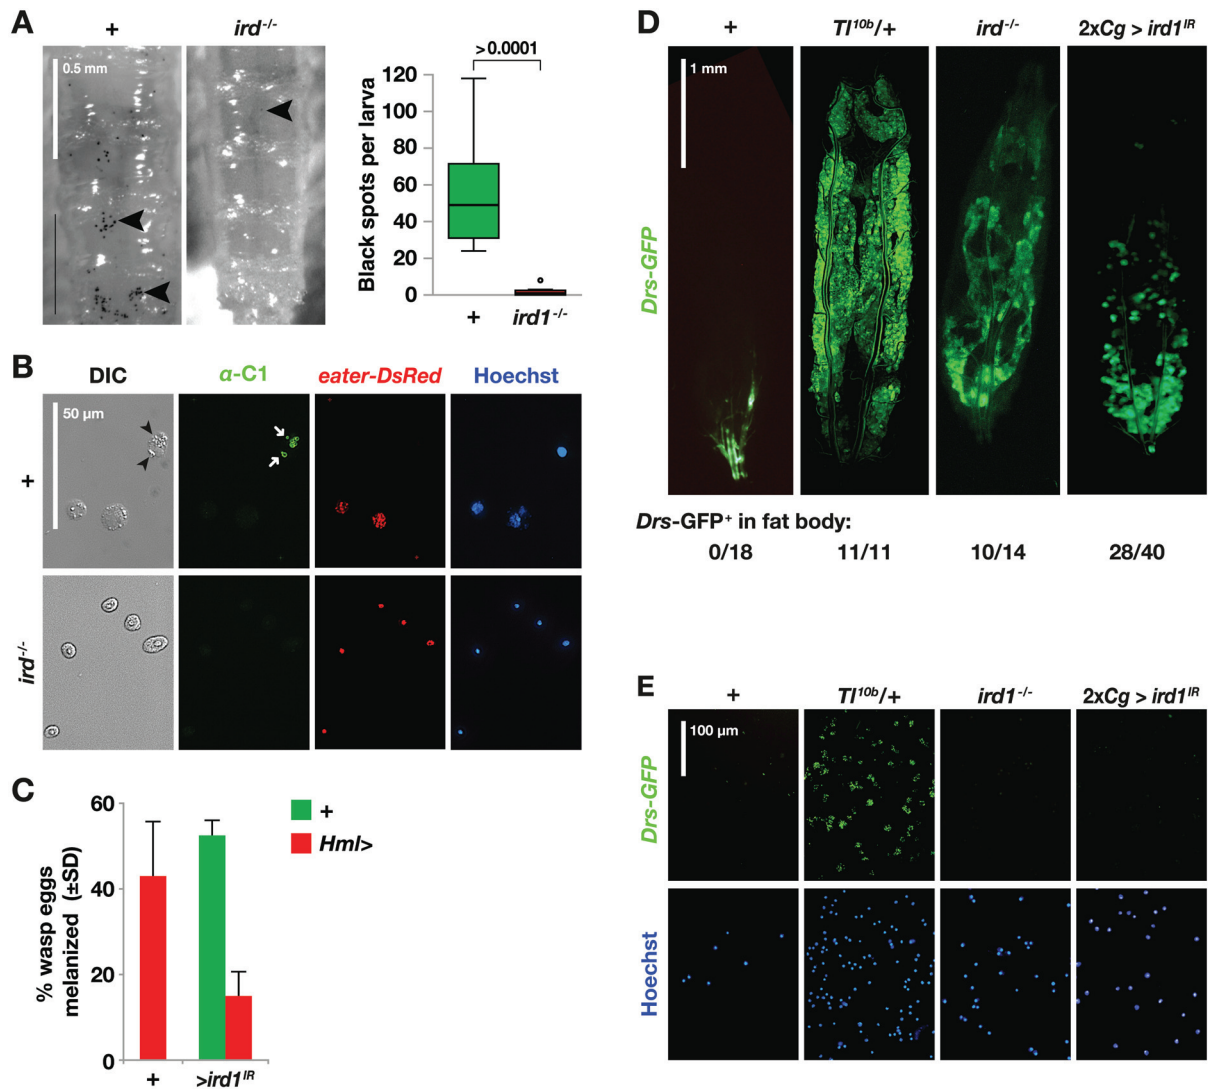 A
+ ird-/-
0.5 mm
> 0.0001
Black spots per larva
120
100
80
60
40
20
0
+ ird1-/-
B
DIC α-C1 eater-DsRed Hoechst
50 μm
+
ird-/-
C
% wasp eggs
melanized (±SD)
60
40
20
0
+
Hml>
+ >ird1IR
D
+ Tl10b/+ ird-/- 2xCg > ird1IR
1 mm
Drs-GFP
Drs-GFP+ in fat body:
0/18 11/11 10/14 28/40
E
+ Tl10b/+ ird1-/- 2xCg > ird1IR
100 μm
Drs-GFP
Hoechst